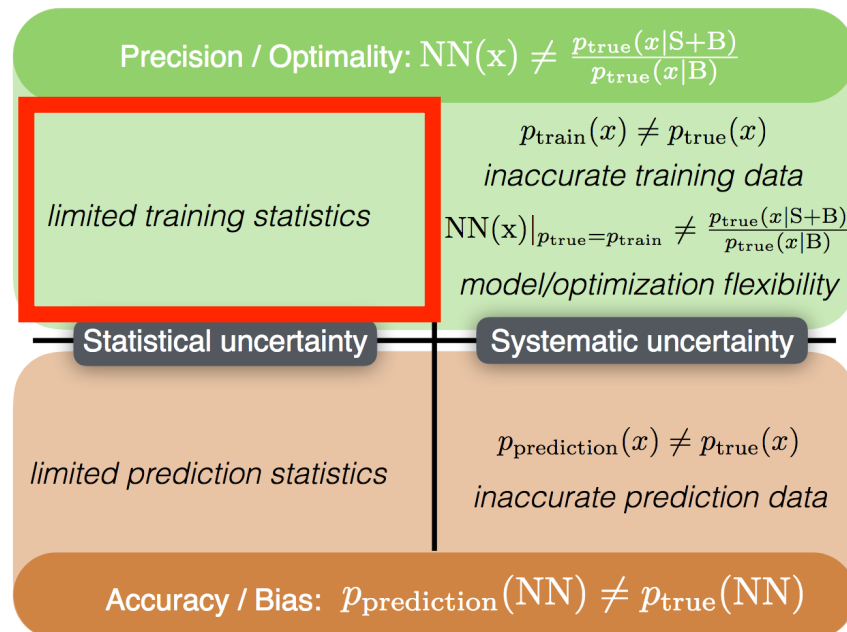 Precision / Optimality: NN(x) ≠ p_true(x|S+B) / p_true(x|B)
limited training statistics
p_train(x) ≠ p_true(x)
inaccurate training data
NN(x)|_{p_true=p_train} ≠ p_true(x|S+B) / p_true(x|B)
model/optimization flexibility
Statistical uncertainty
Systematic uncertainty
limited prediction statistics
p_prediction(x) ≠ p_true(x)
inaccurate prediction data
Accuracy / Bias: p_prediction(NN) ≠ p_true(NN)